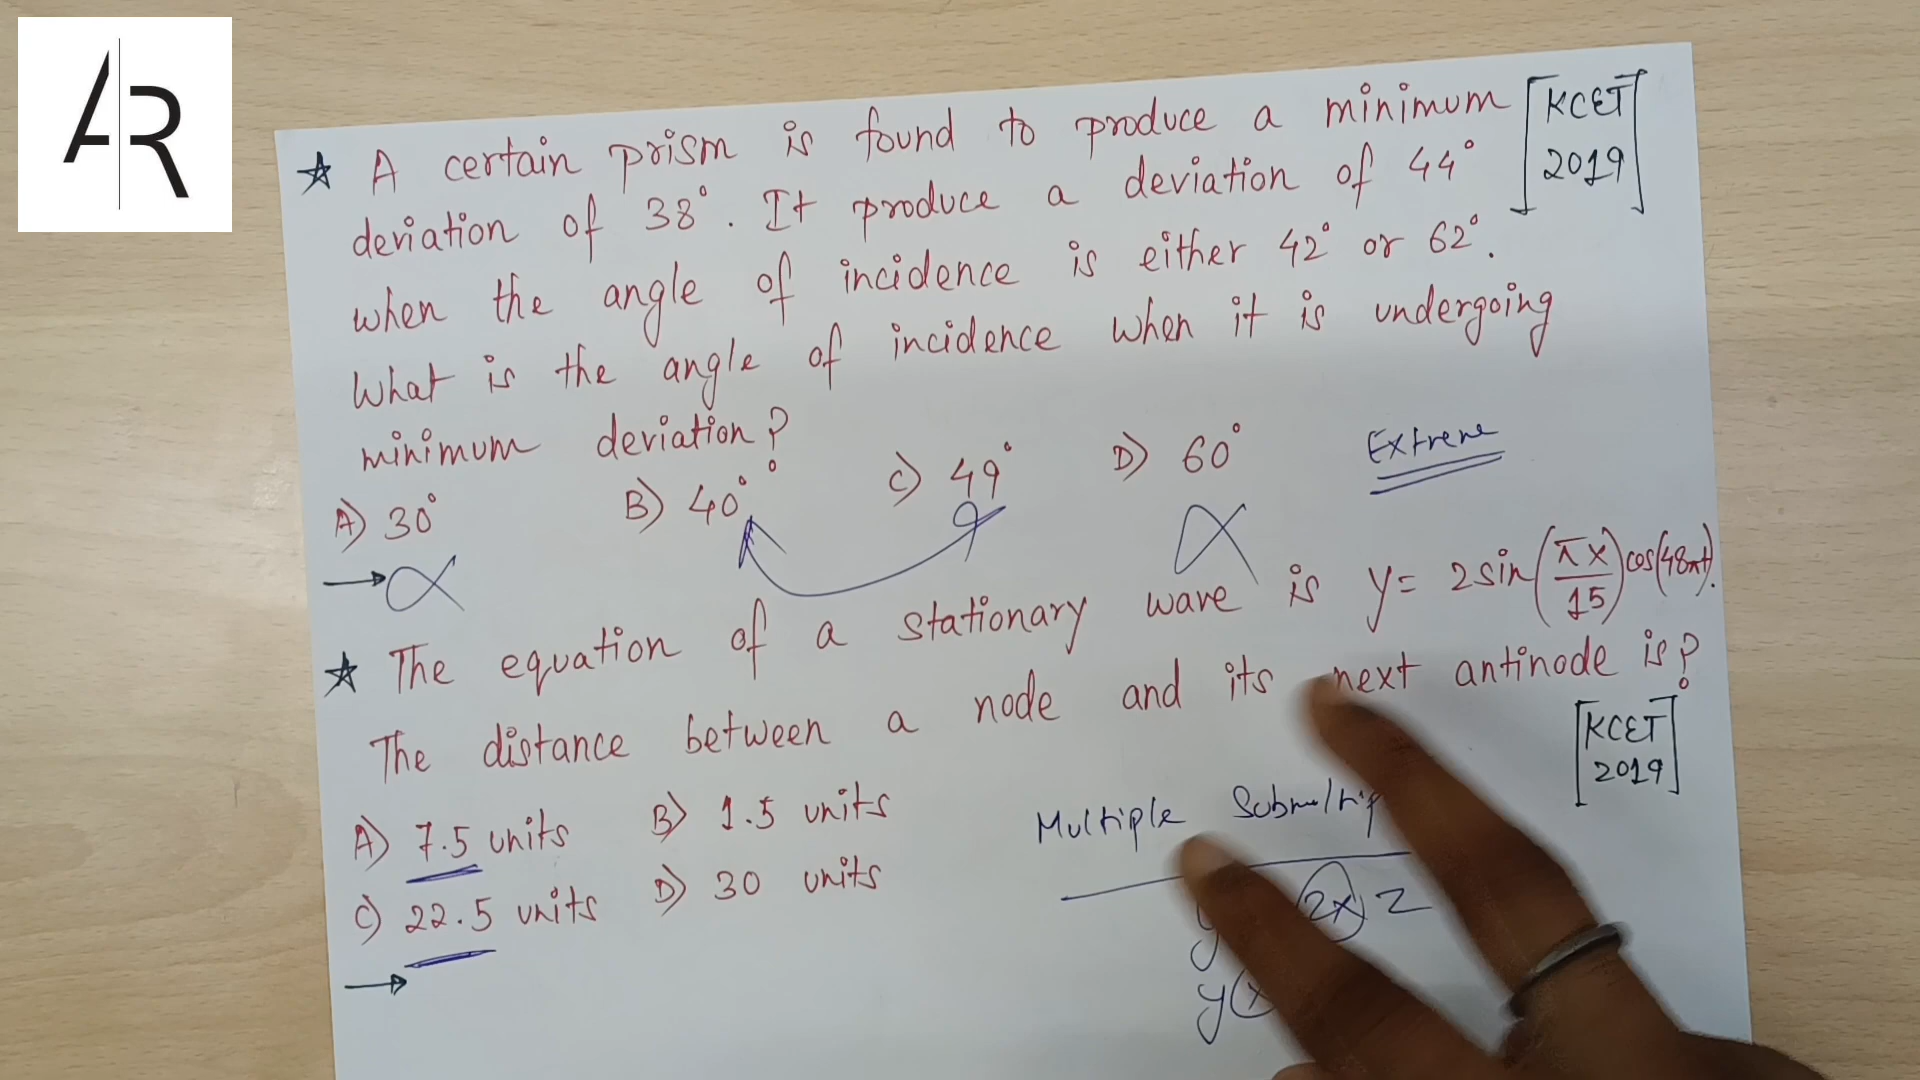 AR
☆ A certain prism is found to produce a minimum [KCET 2019]
deviation of 38°. It produce a deviation of 44°
when the angle of incidence is either 42° or 62°.
What is the angle of incidence when it is undergoing
minimum deviation?
A) 30° B) 40° C) 49° D) 60° Extreme
☆ The equation of a stationary wave is y = 2sin(πx/15)cos(48πt).
The distance between a node and its next antinode is?
[KCET 2019]
A) 7.5 units B) 1.5 units
C) 22.5 units D) 30 units
Multiple
y 2x z
y x